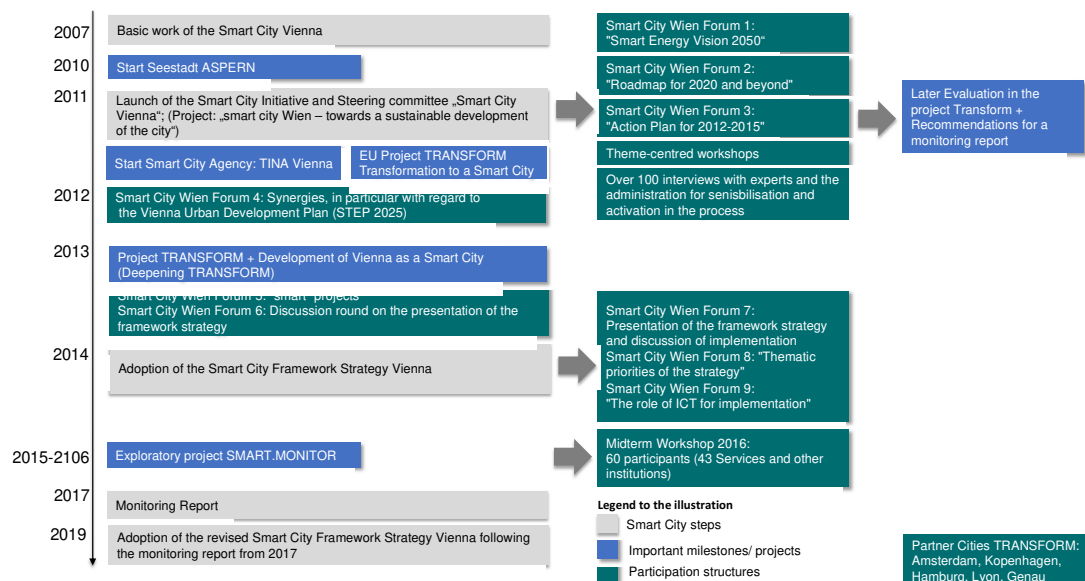 2007
Basic work of the Smart City Vienna
2010
Start Seestadt ASPERN
2011
Launch of the Smart City Initiative and Steering committee „Smart City
Vienna“; (Project: „smart City Wien – towards a sustainable development
of the city“)
Start Smart City Agency: TINA Vienna
EU Project TRANSFORM
Transformation to a Smart City
2012
Smart City Wien Forum 4: Synergies, in particular with regard to
the Vienna Urban Development Plan (STEP 2025)
Smart City Wien Forum 1:
"Smart Energy Vision 2050“
Smart City Wien Forum 2:
"Roadmap for 2020 and beyond"
Smart City Wien Forum 3:
"Action Plan for 2012-2015"
Theme-centred workshops
Over 100 interviews with experts and the
administration for senisbilisation and
activation in the process
Later Evaluation in the
project Transform +
Recommendations for a
monitoring report
2013
Project TRANSFORM + Development of Vienna as a Smart City
(Deepening TRANSFORM)
Smart City Wien Forum 5: "smart" projects
Smart City Wien Forum 6: Discussion round on the presentation of the
framework strategy
2014
Adoption of the Smart City Framework Strategy Vienna
Smart City Wien Forum 7:
Presentation of the framework strategy
and discussion of implementation
Smart City Wien Forum 8: "Thematic
priorities of the strategy"
Smart City Wien Forum 9:
"The role of ICT for implementation"
2015-2106
Exploratory project SMART.MONITOR
Midterm Workshop 2016:
60 participants (43 Services and other
institutions)
2017
Monitoring Report
2019
Adoption of the revised Smart City Framework Strategy Vienna following
the monitoring report from 2017
Legend to the illustration
Smart City steps
Important milestones/ projects
Participation structures
Partner Cities TRANSFORM:
Amsterdam, Kopenhagen,
Hamburg, Lyon, Genau